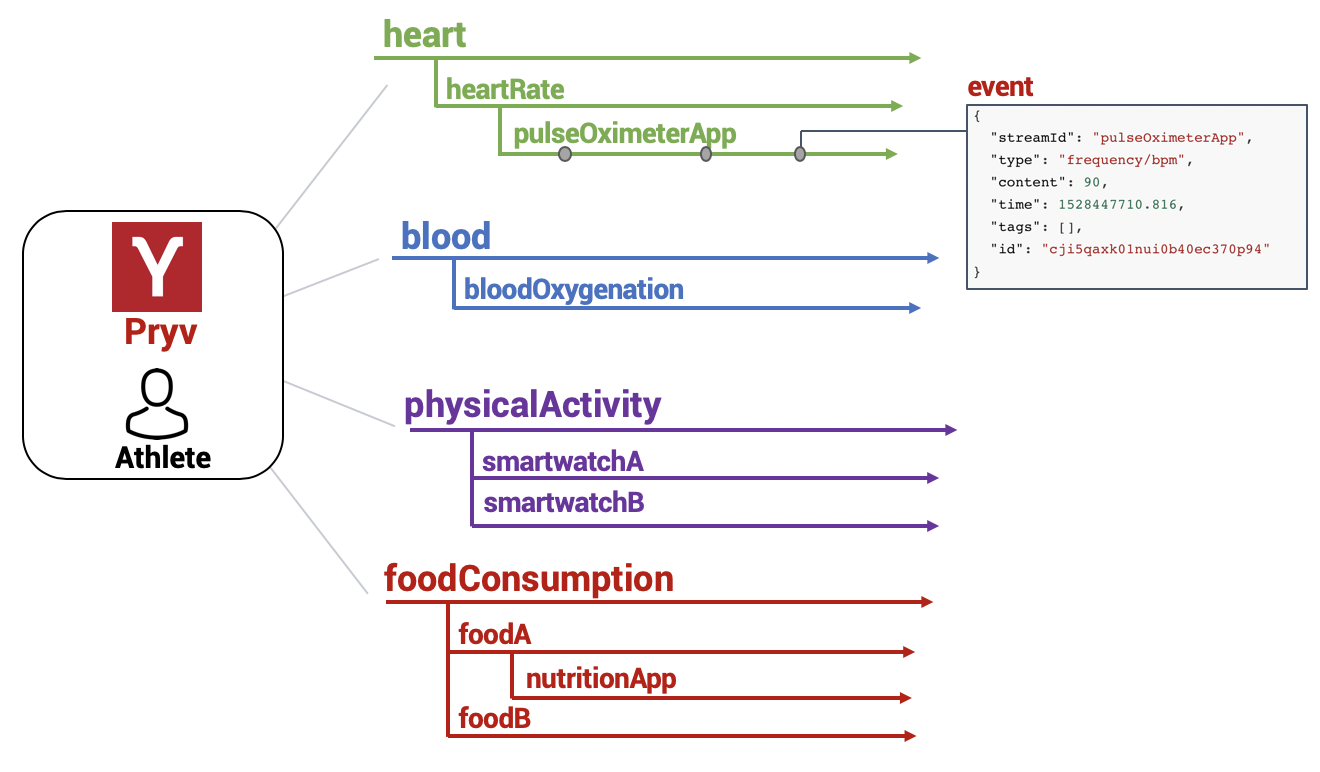 heart
heartRate
pulseOximeterApp
event
{
"streamId": "pulseOximeterApp",
"type": "frequency/bpm",
"content": 90,
"time": 1528447710.816,
"tags": [],
"id": "cji5qaxk01nui0b40ec370p94"
}
blood
bloodOxygenation
Y
Pryv
Athlete
physicalActivity
smartwatchA
smartwatchB
foodConsumption
foodA
nutritionApp
foodB